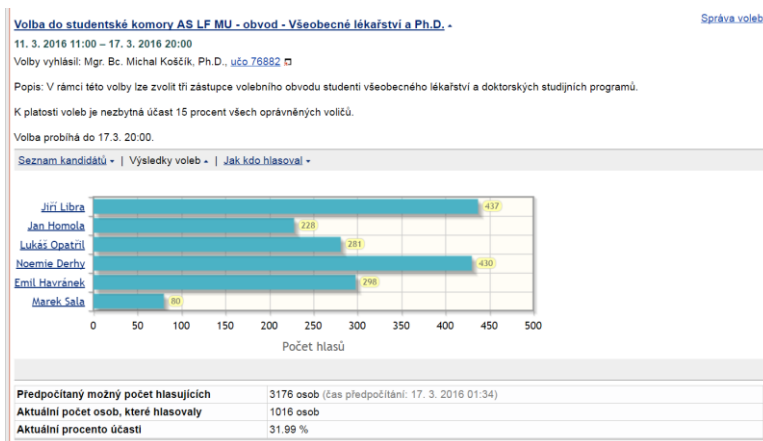 Volba do studentské komory AS LF MU - obvod - Všeobecné lékařství a Ph.D.
Správa voleb
11. 3. 2016 11:00 – 17. 3. 2016 20:00
Volby vyhlásil: Mgr. Bc. Michal Koščík, Ph.D., učo 76882
Popis: V rámci této volby lze zvolit tři zástupce volebního obvodu studenti všeobecného lékařství a doktorských studijních programů.
K platosti voleb je nezbytná účast 15 procent všech oprávněných voličů.
Volba probíhá do 17.3. 20:00.
Seznam kandidátů | Výsledky voleb | Jak kdo hlasoval
Jiří Libra 437
Jan Homola 228
Lukáš Opatřil 281
Noemie Derhy 430
Emil Havránek 298
Marek Sala 80
0 50 100 150 200 250 300 350 400 450 500
Počet hlasů
Předpočítaný možný počet hlasujících 3176 osob (čas předpočítání: 17. 3. 2016 01:34)
Aktuální počet osob, které hlasovaly 1016 osob
Aktuální procento účasti 31.99 %